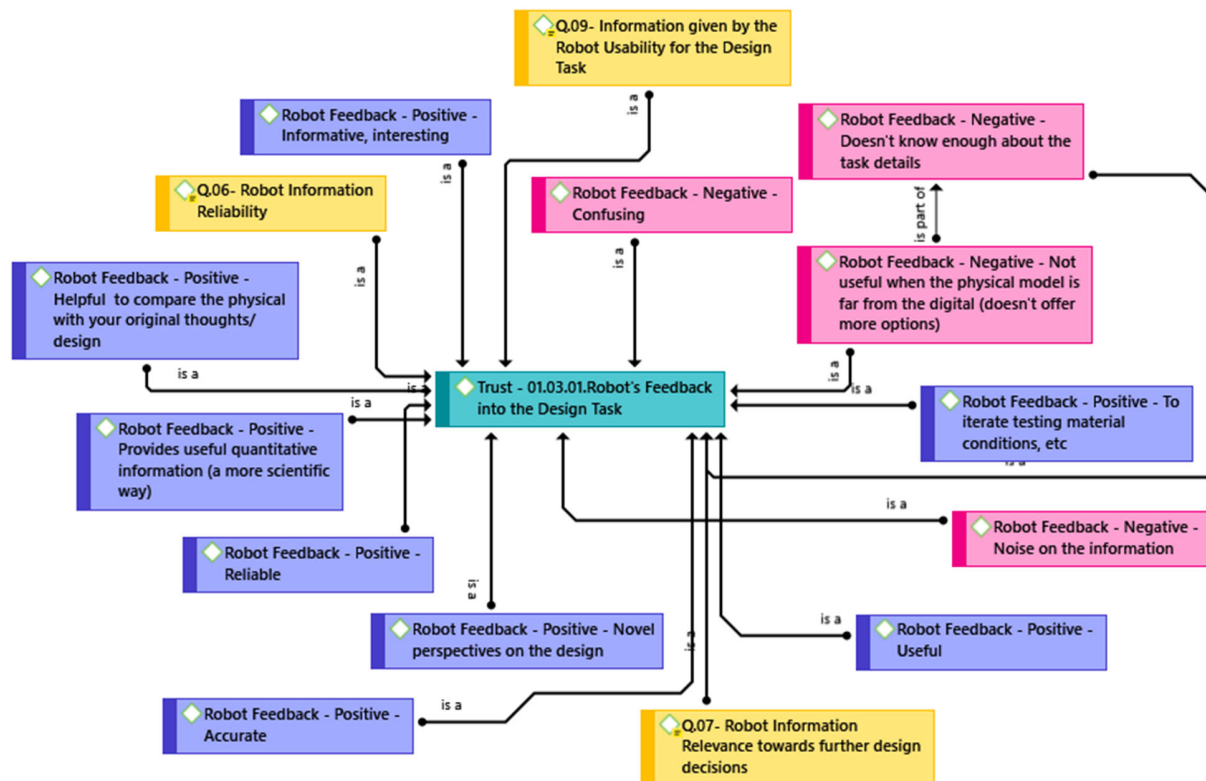 Q.09- Information given by the
Robot Usability for the Design
Task
is a
Robot Feedback - Positive -
Informative, interesting
is a
Robot Feedback - Negative -
Doesn't know enough about the
task details
Q.06- Robot Information
Reliability
is a
Robot Feedback - Negative -
Confusing
is a
is part of
Robot Feedback - Negative - Not
useful when the physical model is
far from the digital (doesn't offer
more options)
is a
Robot Feedback - Positive -
Helpful to compare the physical
with your original thoughts/
design
is a
is a
Trust - 01.03.01.Robot's Feedback
into the Design Task
is a
Robot Feedback - Positive - To
iterate testing material
conditions, etc
is a
is a
Robot Feedback - Positive -
Provides useful quantitative
information (a more scientific
way)
is a
Robot Feedback - Negative -
Noise on the information
Robot Feedback - Positive -
Reliable
is a
Robot Feedback - Positive - Novel
perspectives on the design
is a
is a
Robot Feedback - Positive -
Useful
Robot Feedback - Positive -
Accurate
is a
Q.07- Robot Information
Relevance towards further design
decisions